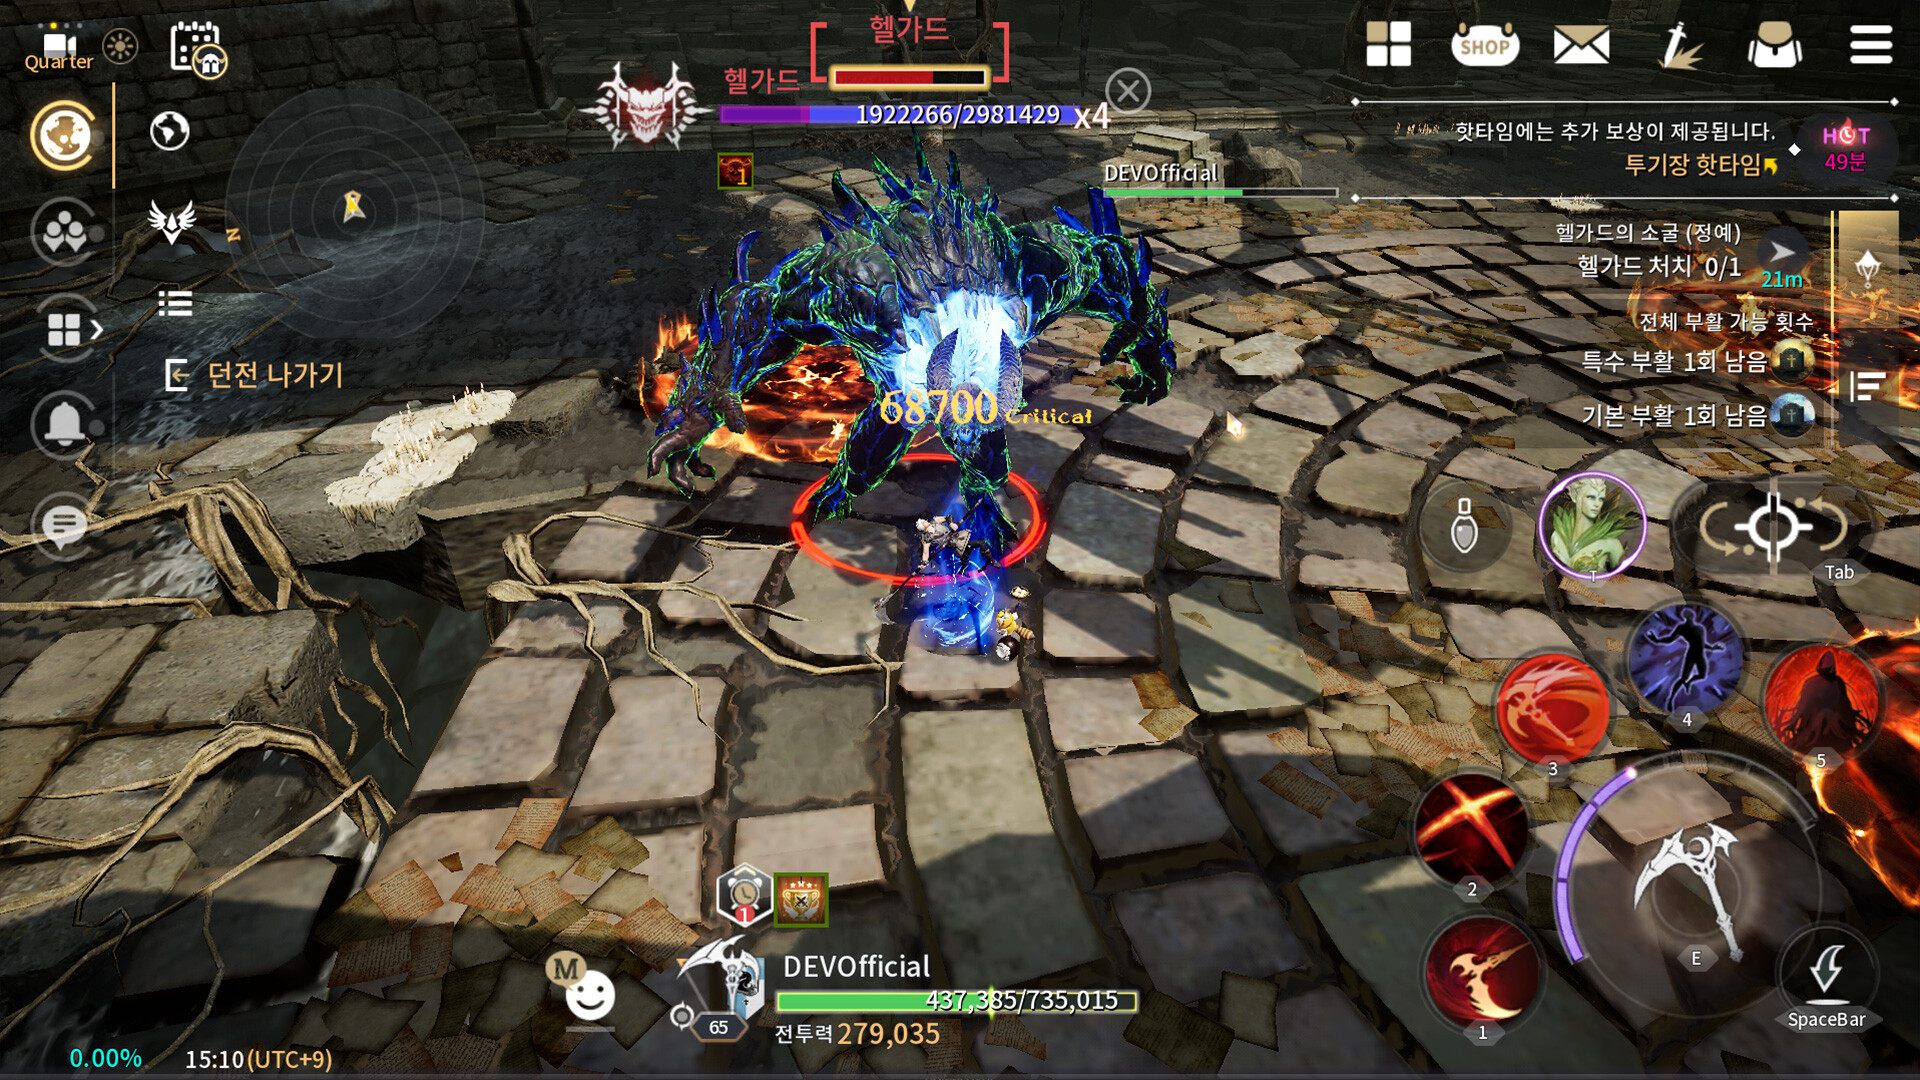 Quarter
헬가드
헬가드
1922266/2981429 x4
1
DEVOfficial
SHOP
핫타임에는 추가 보상이 제공됩니다.
투기장 핫타임
HOT
49분
N
던전 나가기
헬가드의 소굴 (정예)
헬가드 처치 0/1
21m
전체 부활 가능 횟수
특수 부활 1회 남음
기본 부활 1회 남음
68700 Critical
T
Tab
4
3
5
2
E
1
SpaceBar
1
M
DEVOfficial
437,385/735,015
65
전투력 279,035
0.00%
15:10 (UTC+9)